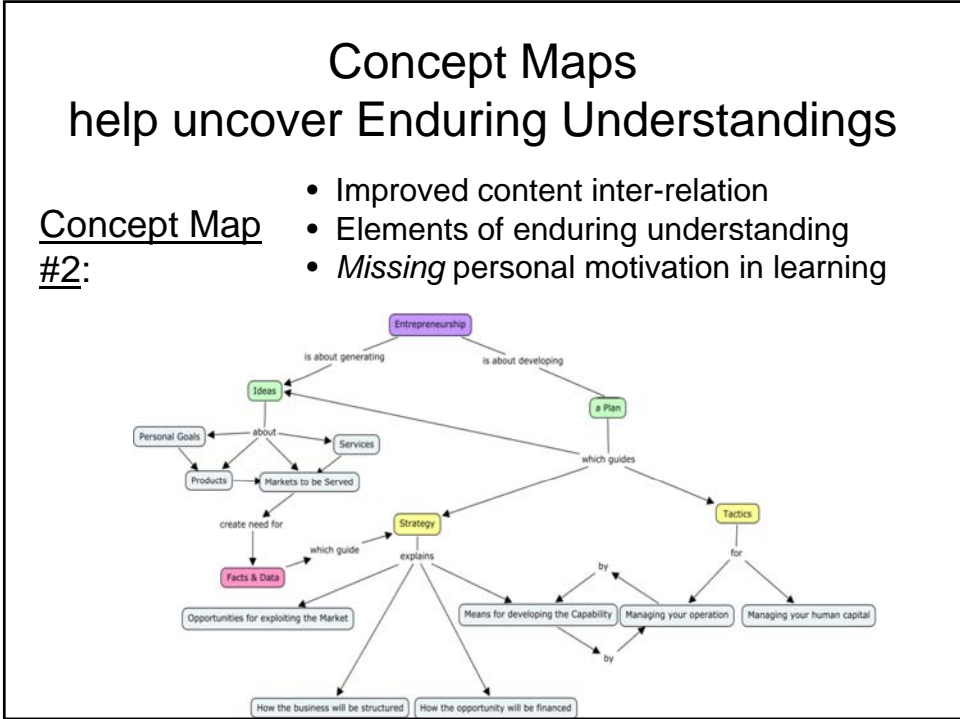 Concept Maps
help uncover Enduring Understandings
Concept Map
#2:
• Improved content inter-relation
• Elements of enduring understanding
• Missing personal motivation in learning
Entrepreneurship
is about generating
is about developing
Ideas
a Plan
Personal Goals
about
Services
which guides
Products
Markets to be Served
create need for
Strategy
Tactics
which guide
explains
for
Facts & Data
by
Opportunities for exploiting the Market
Means for developing the Capability
Managing your operation
Managing your human capital
by
How the business will be structured
How the opportunity will be financed